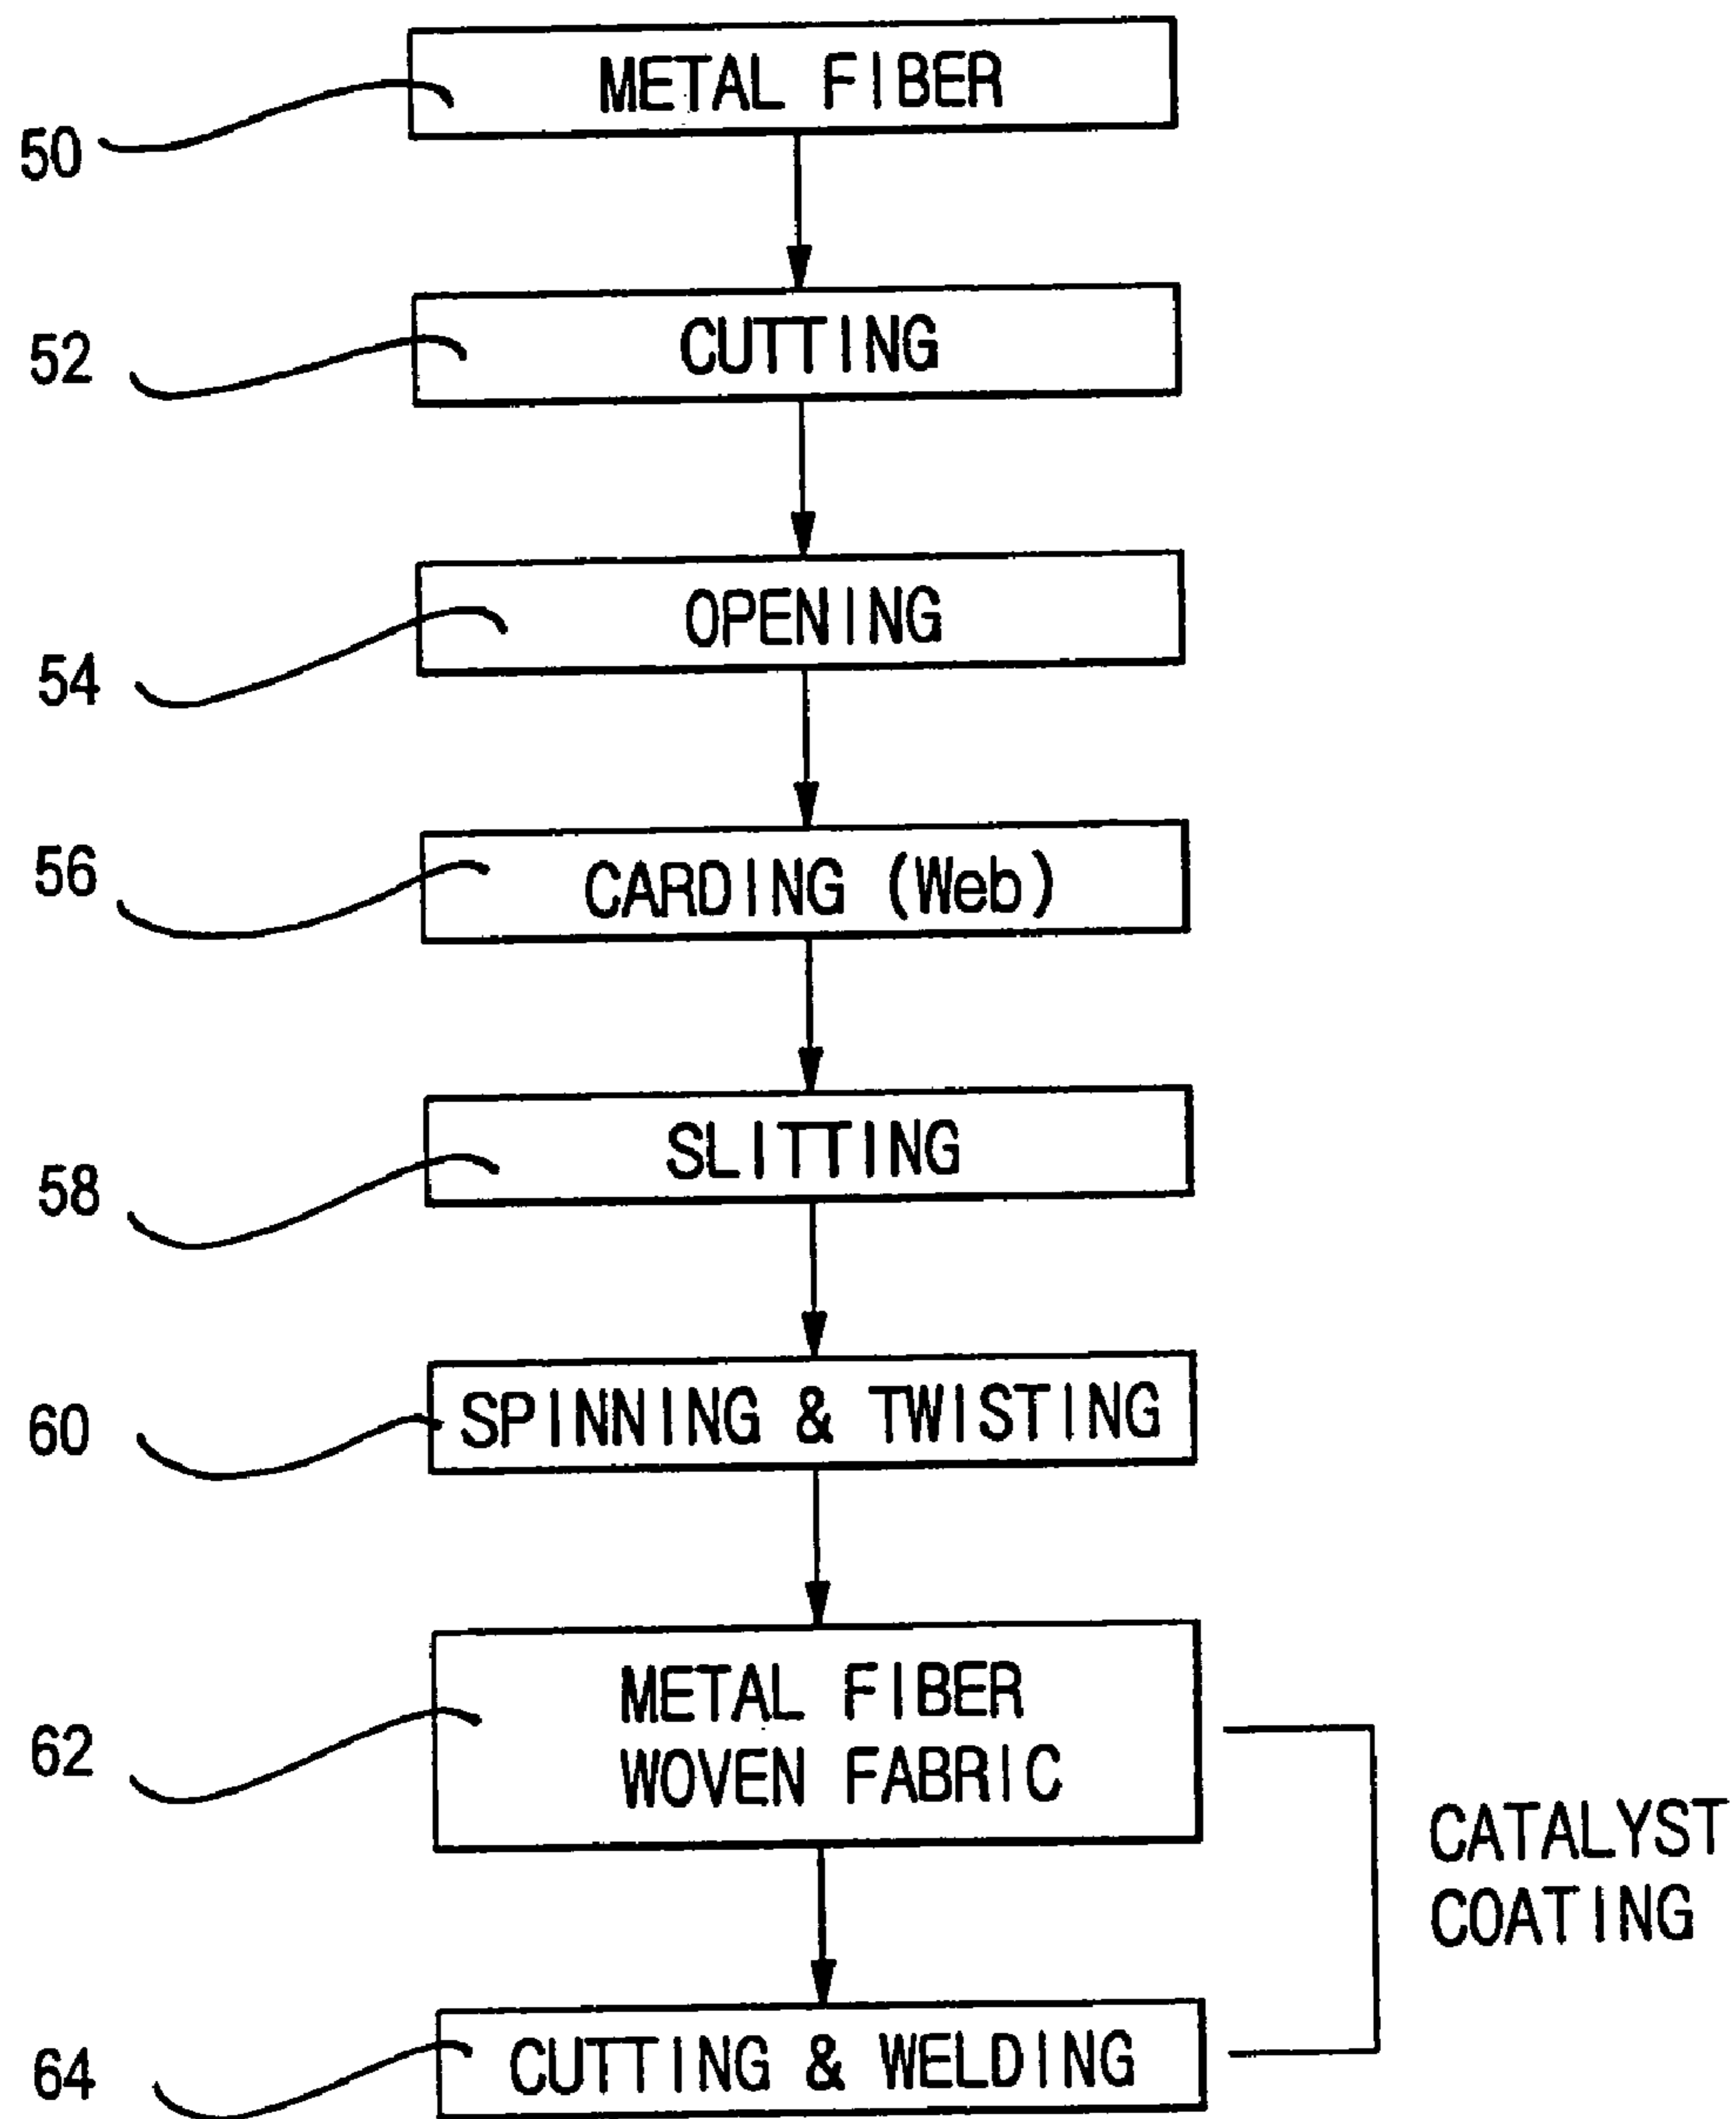 METAL FIBER
50
CUTTING
52
OPENING
54
CARDING (Web)
56
SLITTING
58
SPINNING & TWISTING
60
METAL FIBER
WOVEN FABRIC
62
CATALYST
COATING
CUTTING & WELDING
64